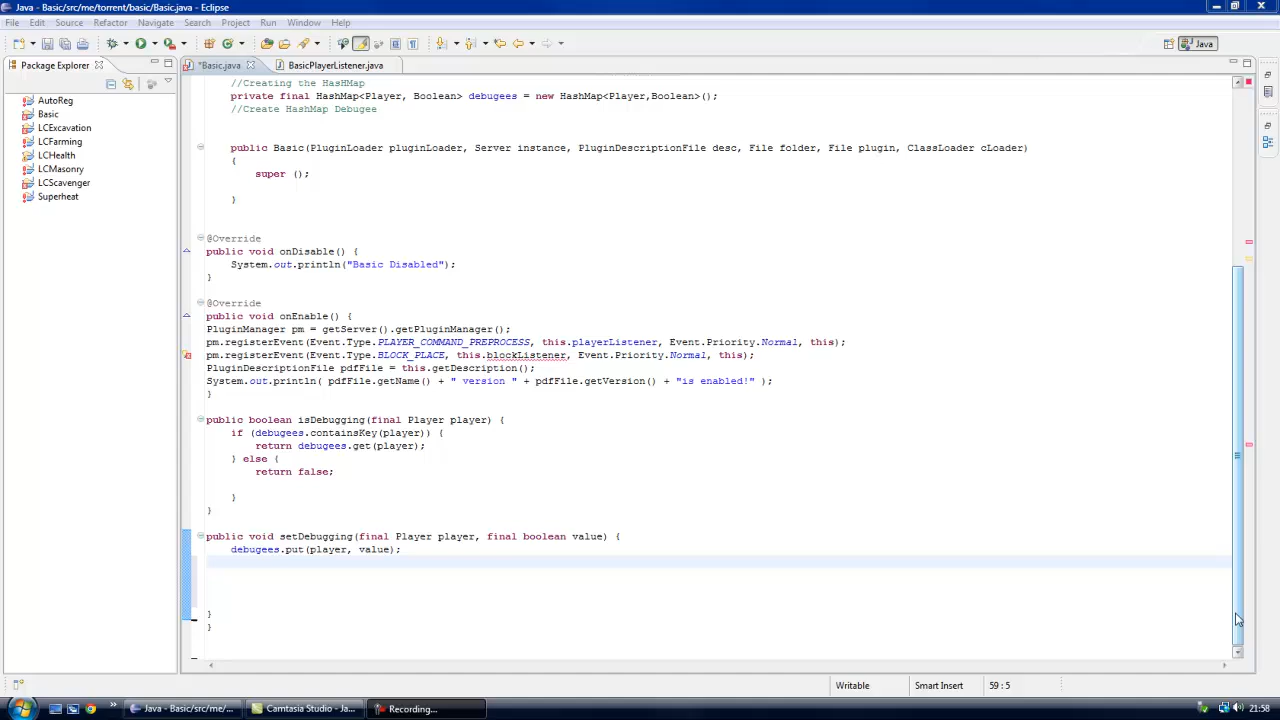 Java - Basic/src/me/torrent/basic/Basic.java - Eclipse
File Edit Source Refactor Navigate Search Project Run Window Help
Java
Package Explorer
*Basic.java
BasicPlayerListener.java
AutoReg
Basic
LCExcavation
LCFarming
LCHealth
LCMasonry
LCScavenger
Superheat
//Creating the HasHMap
private final HashMap<Player, Boolean> debugees = new HashMap<Player,Boolean>();
//Create HashMap Debugee
public Basic(PluginLoader pluginLoader, Server instance, PluginDescriptionFile desc, File folder, File plugin, ClassLoader cLoader)
{
super ();
}
@Override
public void onDisable() {
System.out.println("Basic Disabled");
}
@Override
public void onEnable() {
PluginManager pm = getServer().getPluginManager();
pm.registerEvent(Event.Type.PLAYER_COMMAND_PREPROCESS, this.playerListener, Event.Priority.Normal, this);
pm.registerEvent(Event.Type.BLOCK_PLACE, this.blockListener, Event.Priority.Normal, this);
PluginDescriptionFile pdfFile = this.getDescription();
System.out.println( pdfFile.getName() + " version " + pdfFile.getVersion() + "is enabled!" );
}
public boolean isDebugging(final Player player) {
if (debugees.containsKey(player)) {
return debugees.get(player);
} else {
return false;
}
}
public void setDebugging(final Player player, final boolean value) {
debugees.put(player, value);
}
}
Writable
Smart Insert
59 : 5
Java - Basic/src/me/...
Camtasia Studio - Ja...
Recording...
21:58